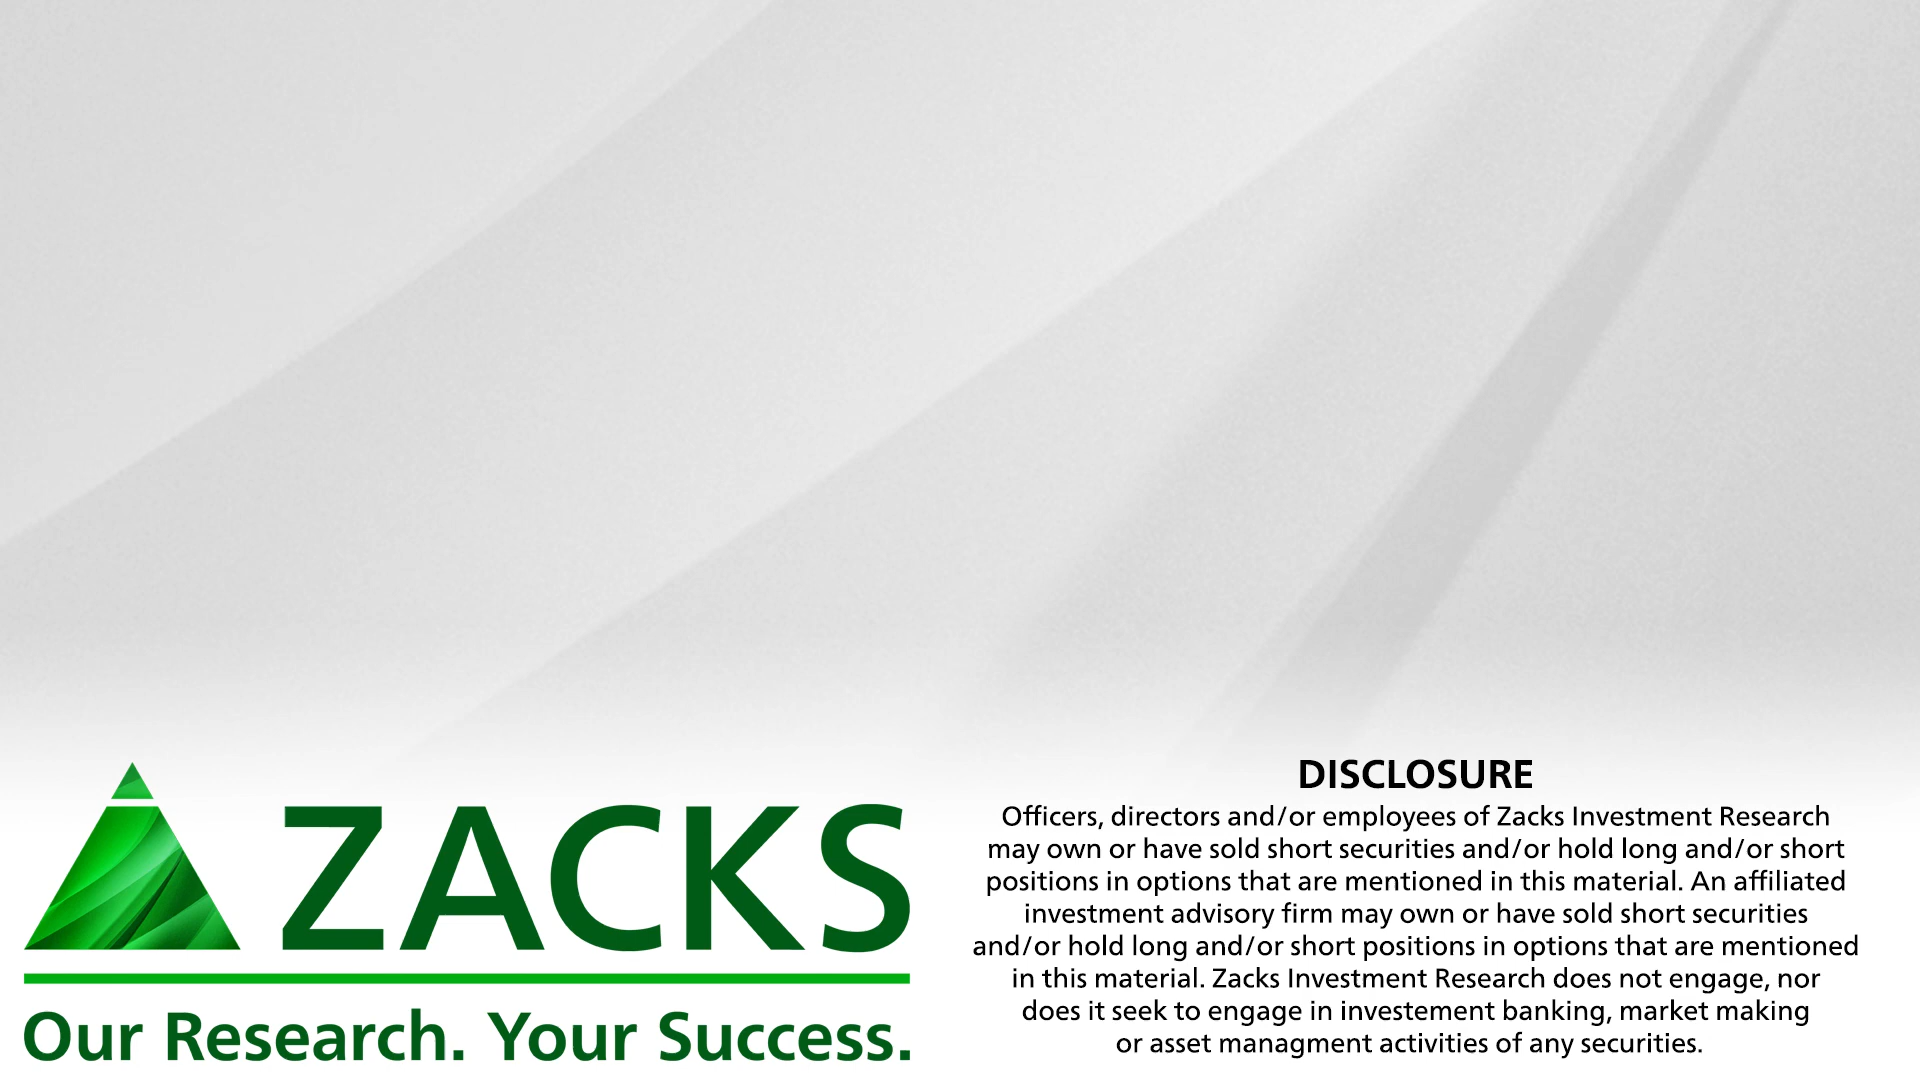 ZACKS
Our Research. Your Success.
DISCLOSURE
Officers, directors and/or employees of Zacks Investment Research
may own or have sold short securities and/or hold long and/or short
positions in options that are mentioned in this material. An affiliated
investment advisory firm may own or have sold short securities
and/or hold long and/or short positions in options that are mentioned
in this material. Zacks Investment Research does not engage, nor
does it seek to engage in investement banking, market making
or asset managment activities of any securities.